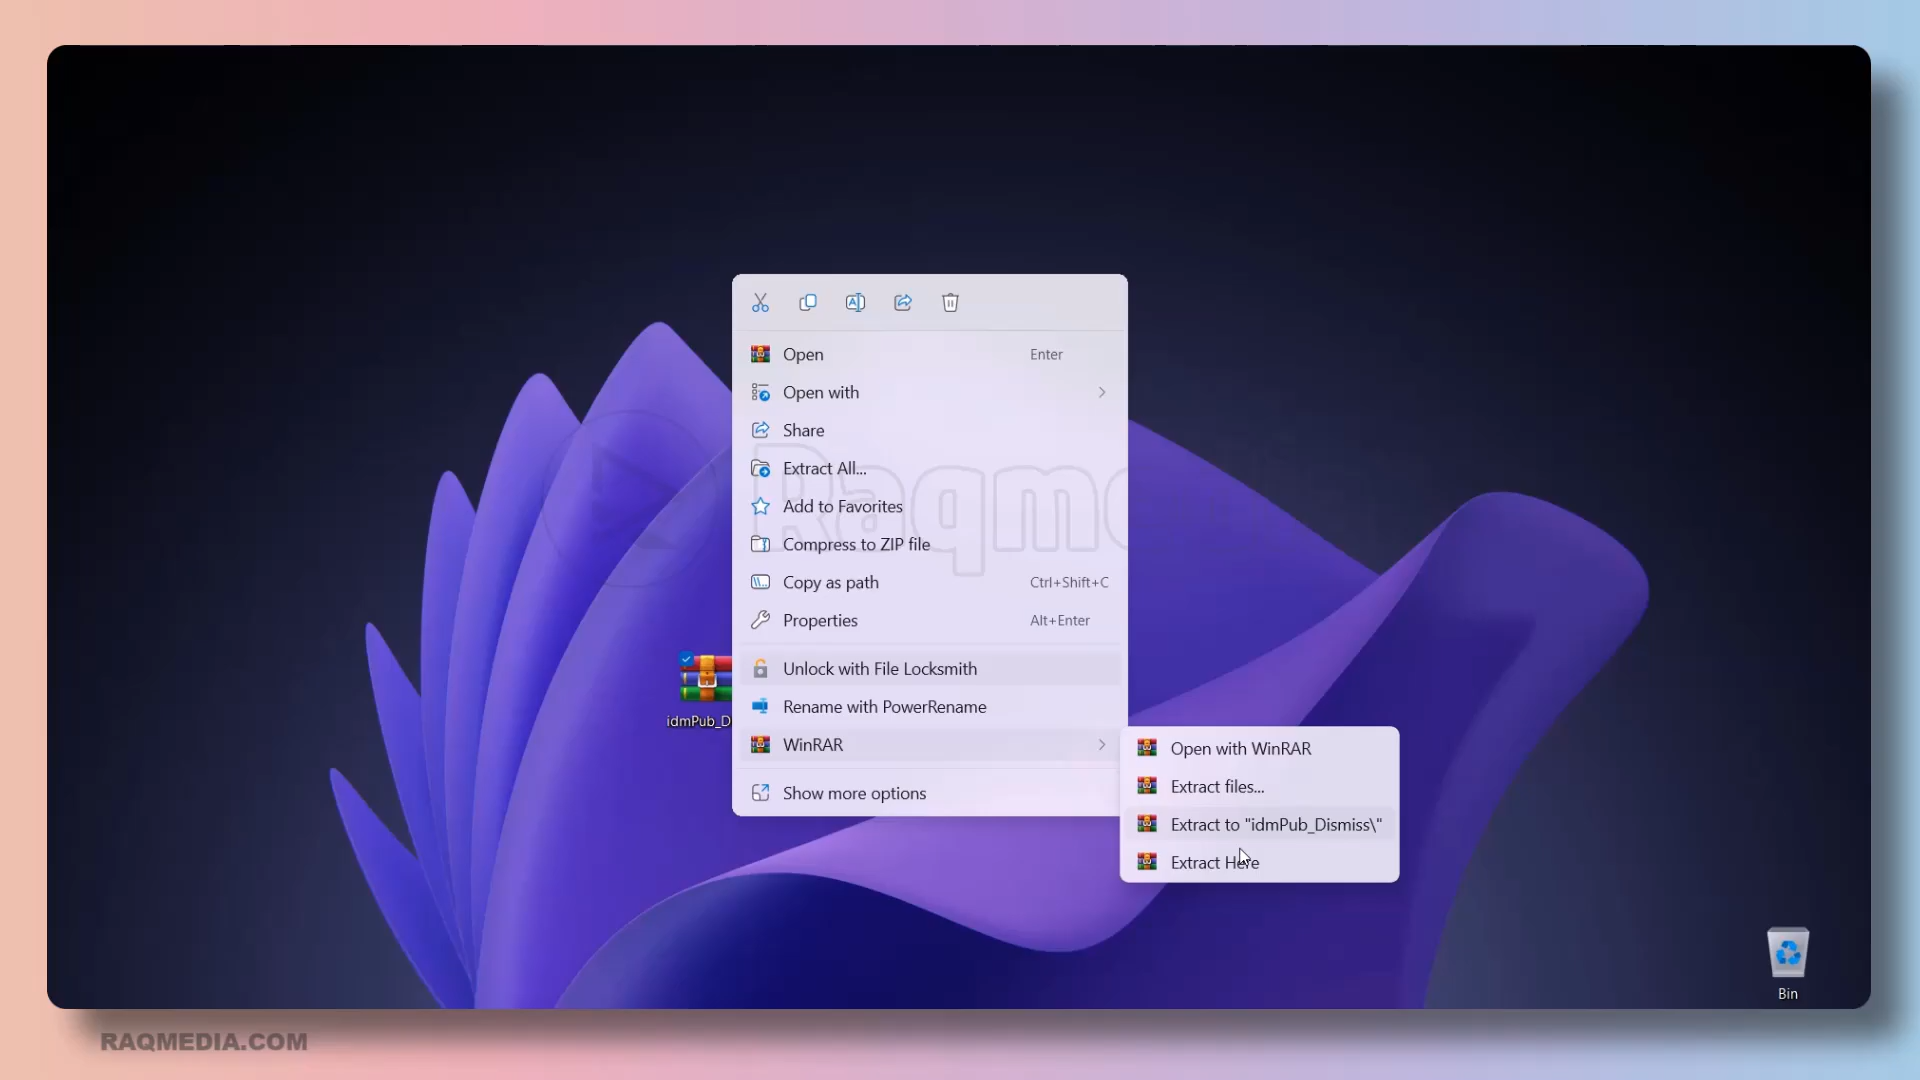 Open Enter
Open with
Share
Extract All...
Add to Favorites
Compress to ZIP file
Copy as path Ctrl+Shift+C
Properties Alt+Enter
Unlock with File Locksmith
idmPub_D
Rename with PowerRename
WinRAR
Show more options
Open with WinRAR
Extract files...
Extract to "idmPub_Dismiss\"
Extract Here
Bin
RAQMEDIA.COM